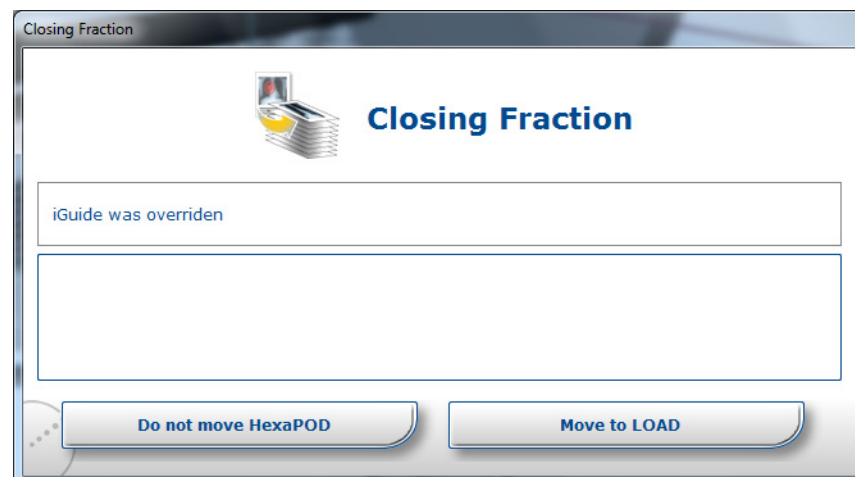 Closing Fraction
Closing Fraction
iGuide was overriden
Do not move HexaPOD
Move to LOAD